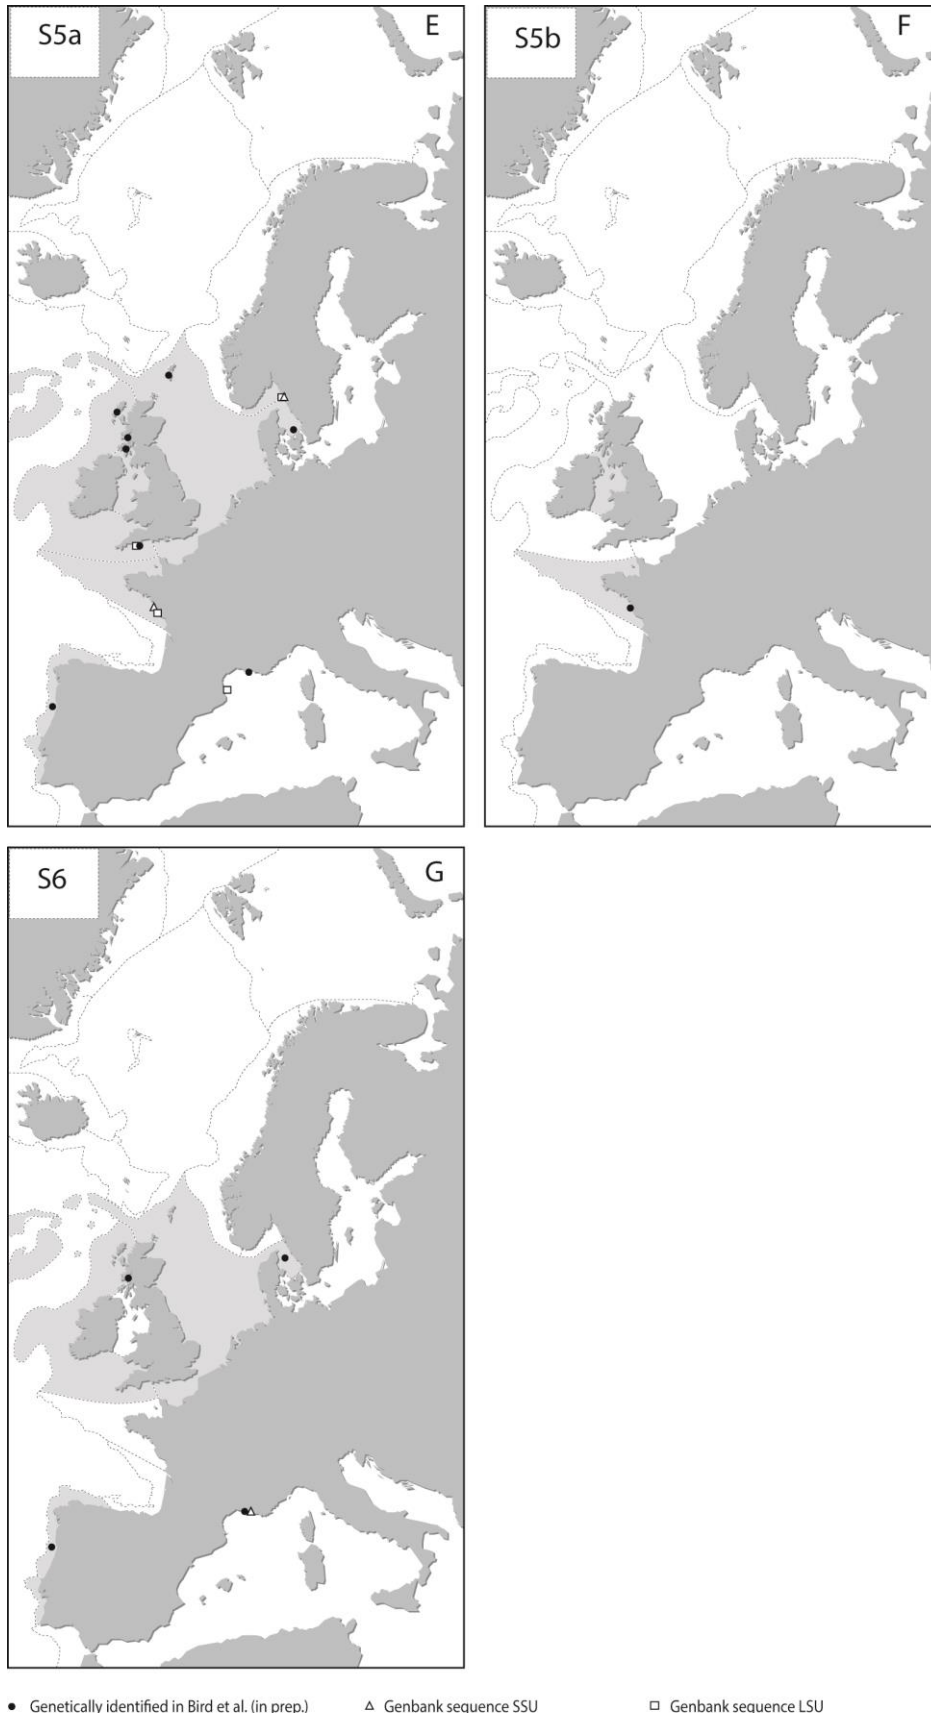 S5a
E
S5b
F
S6
G
Genetically identified in Bird et al. (in prep.)
Genbank sequence SSU
Genbank sequence LSU